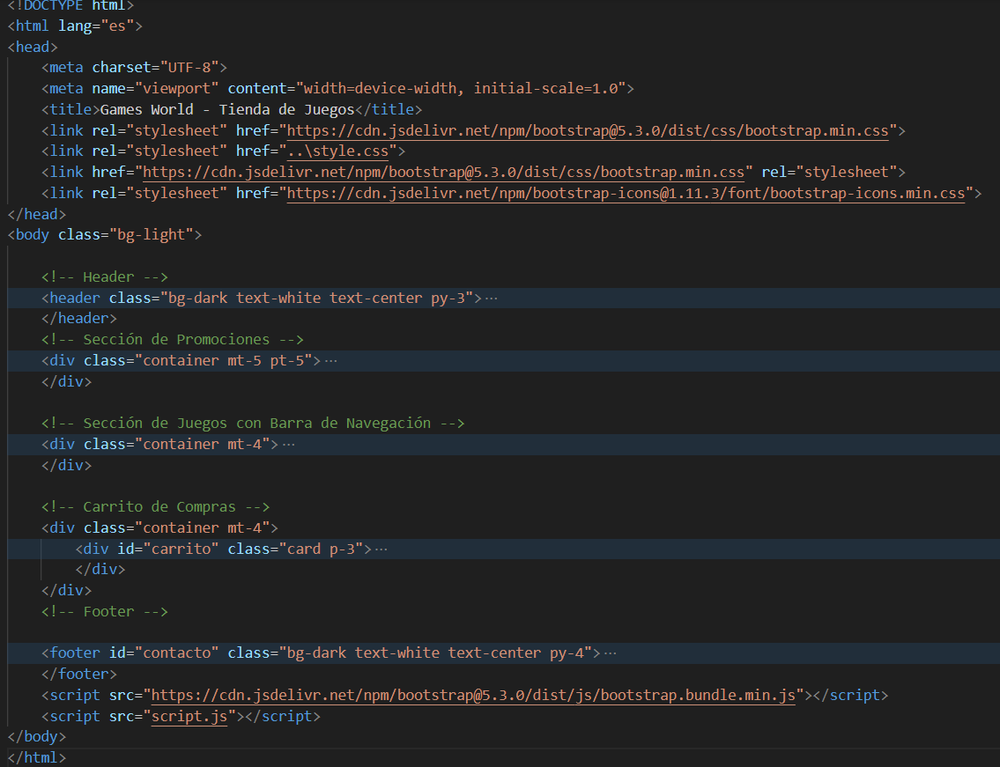 <!DOCTYPE html>
<html lang="es">
<head>
    <meta charset="UTF-8">
    <meta name="viewport" content="width=device-width, initial-scale=1.0">
    <title>Games World - Tienda de Juegos</title>
    <link rel="stylesheet" href="https://cdn.jsdelivr.net/npm/bootstrap@5.3.0/dist/css/bootstrap.min.css">
    <link rel="stylesheet" href="..\style.css">
    <link href="https://cdn.jsdelivr.net/npm/bootstrap@5.3.0/dist/css/bootstrap.min.css" rel="stylesheet">
    <link rel="stylesheet" href="https://cdn.jsdelivr.net/npm/bootstrap-icons@1.11.3/font/bootstrap-icons.min.css">
</head>
<body class="bg-light">
    <!-- Header -->
    <header class="bg-dark text-white text-center py-3">···
    </header>
    <!-- Sección de Promociones -->
    <div class="container mt-5 pt-5">···
    </div>
    <!-- Sección de Juegos con Barra de Navegación -->
    <div class="container mt-4">···
    </div>
    <!-- Carrito de Compras -->
    <div class="container mt-4">
        <div id="carrito" class="card p-3">···
        </div>
    </div>
    <!-- Footer -->
    <footer id="contacto" class="bg-dark text-white text-center py-4">···
    </footer>
    <script src="https://cdn.jsdelivr.net/npm/bootstrap@5.3.0/dist/js/bootstrap.bundle.min.js"></script>
    <script src="script.js"></script>
</body>
</html>